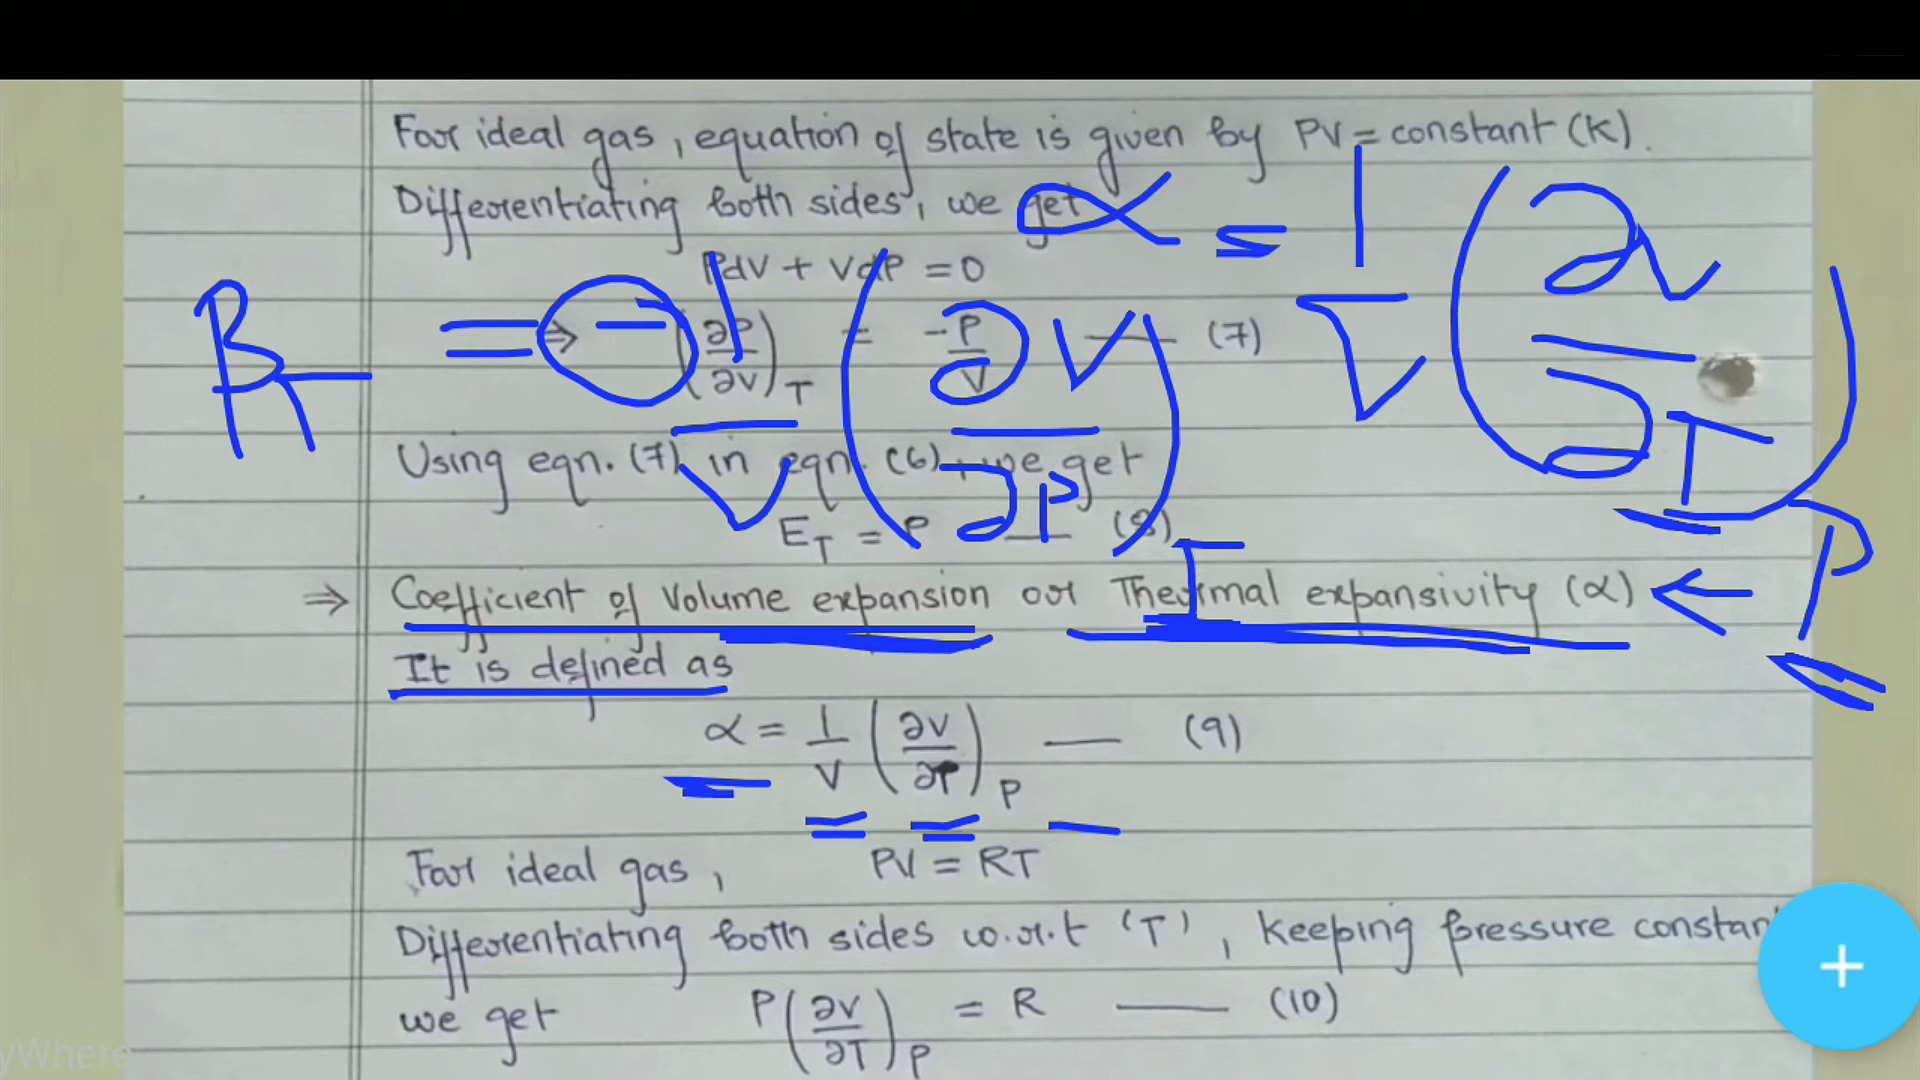 For ideal gas, equation of state is given by PV = constant (K).
Differentiating both sides, we get
PdV + VdP = 0
⇒ (∂P/∂V)T = -P/V — (7)
Using eqn. (7) in eqn. (6), we get
ET = P — (8)
⇒ Coefficient of Volume expansion or Thermal expansivity (α)
It is defined as
α = 1/V (∂V/∂T)P — (9)
For ideal gas, PV = RT
Differentiating both sides w.r.t (T), keeping pressure constan
we get P(∂V/∂T)P = R — (10)
α = 1/V (∂V/∂T)P
BT = - 1/V (∂V/∂P)T
yWhere